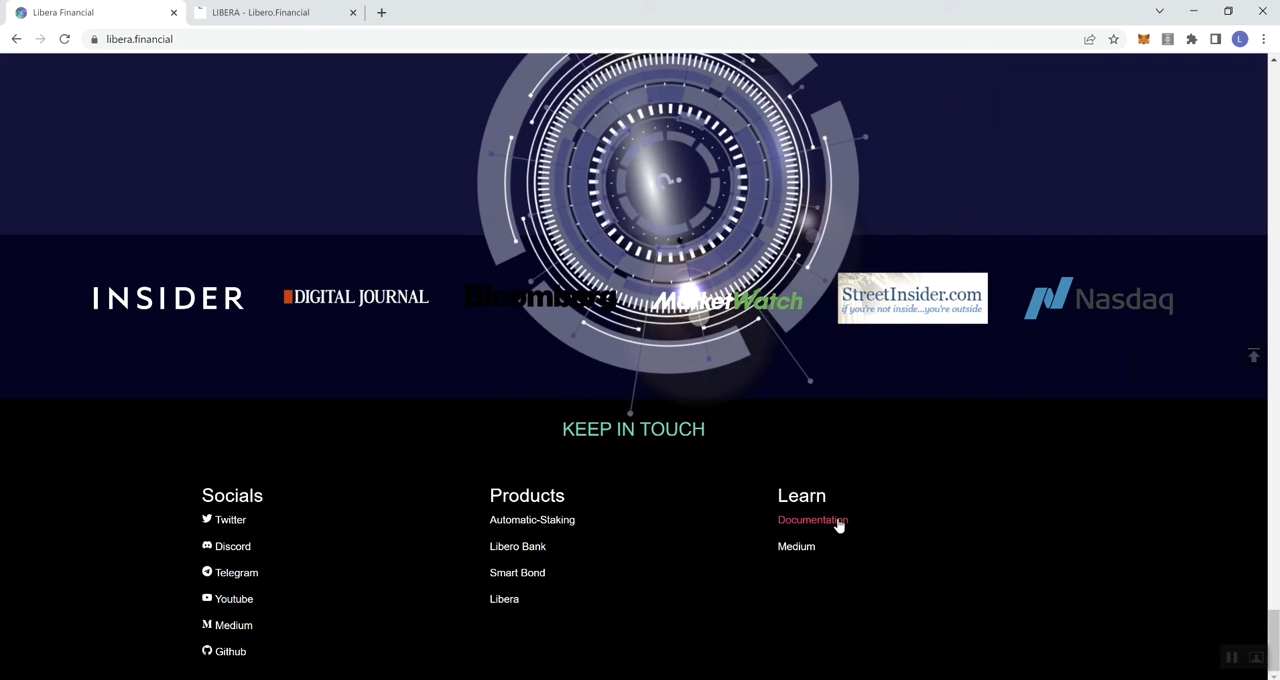 Libera Financial
LIBERA - Libero.Financial
libera.financial
L
INSIDER
DIGITAL JOURNAL
Bloomberg
MarketWatch
StreetInsider.com
if you're not inside...you're outside
Nasdaq
KEEP IN TOUCH
Socials
Twitter
Discord
Telegram
Youtube
Medium
Github
Products
Automatic-Staking
Libero Bank
Smart Bond
Libera
Learn
Documentation
Medium